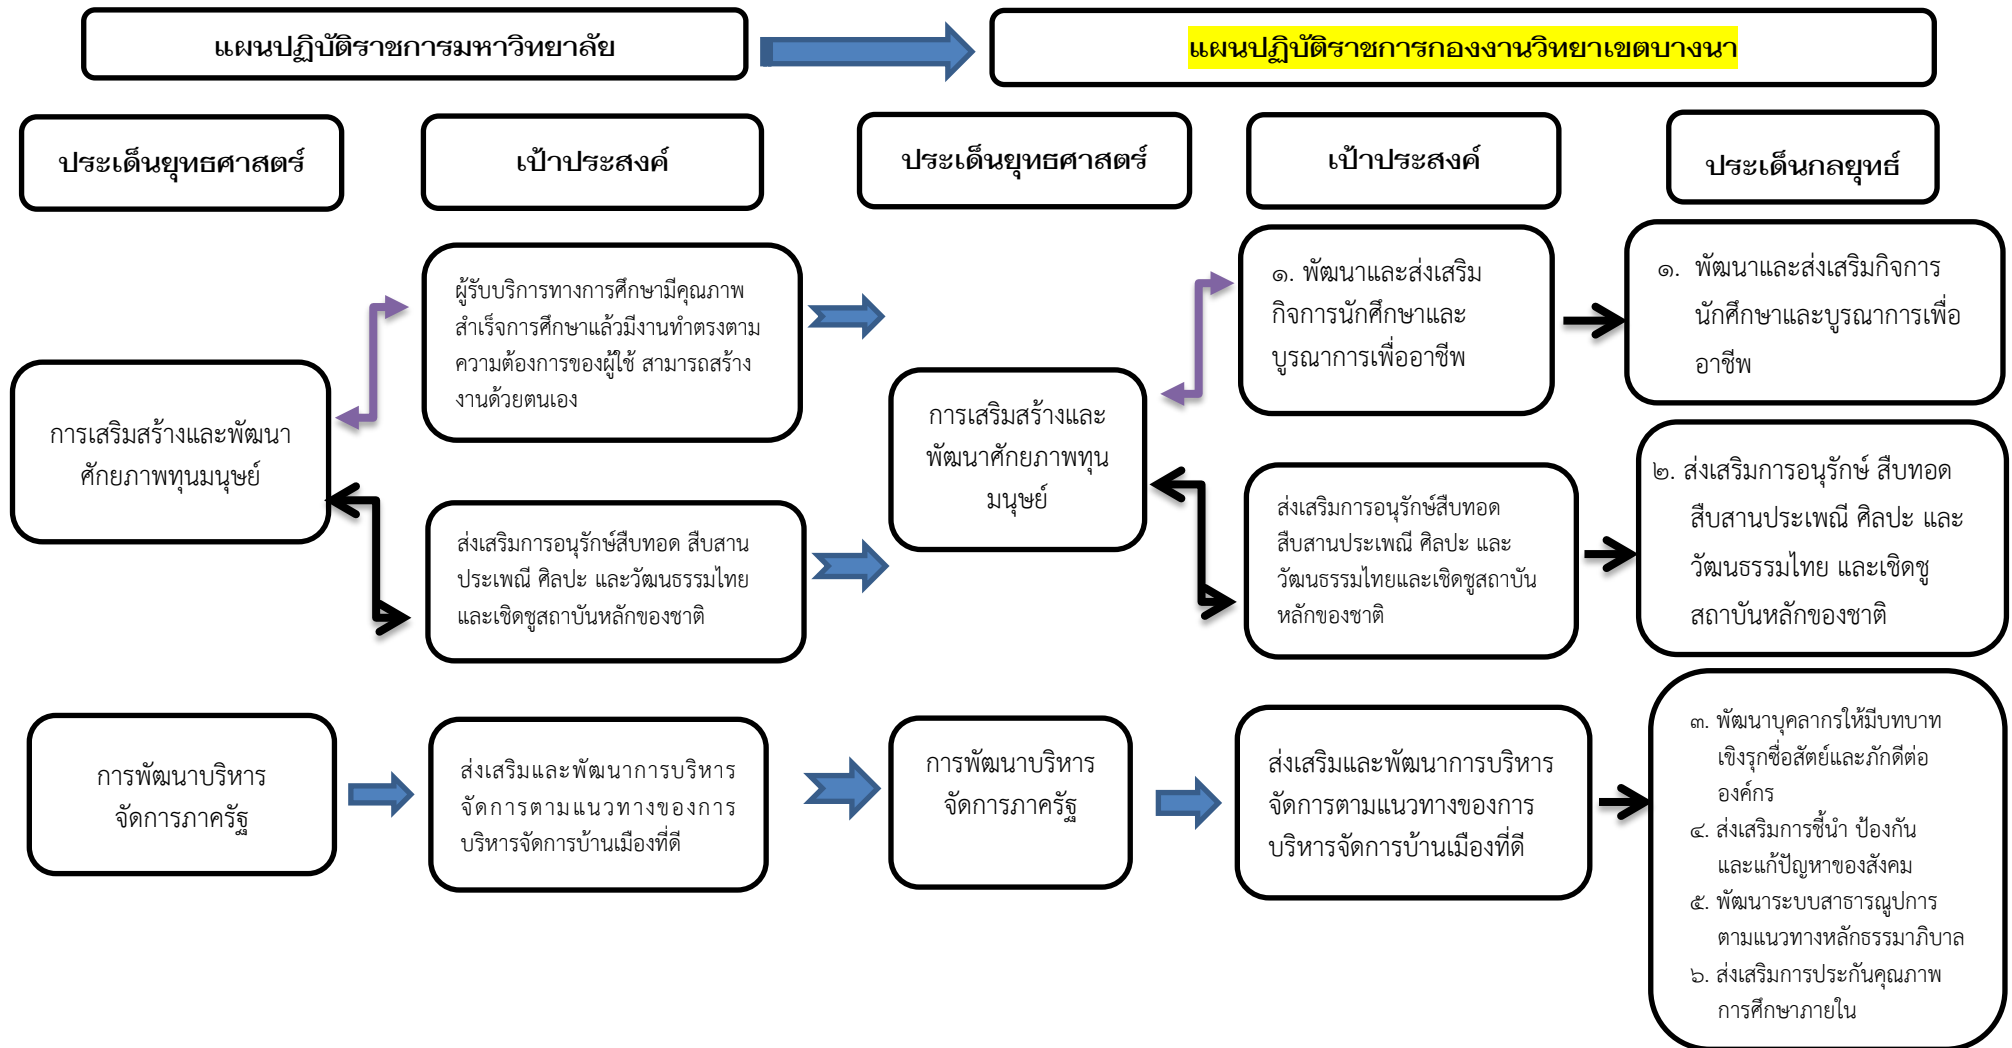 แผนปฏิบัติราชการมหาวิทยาลัย
แผนปฏิบัติราชการกองงานวิทยาเขตบางนา
ประเด็นยุทธศาสตร์
เป้าประสงค์
ประเด็นยุทธศาสตร์
เป้าประสงค์
ประเด็นกลยุทธ์
การเสริมสร้างและพัฒนา
ศักยภาพทุนมนุษย์
ผู้รับบริการทางการศึกษามีคุณภาพ
สำเร็จการศึกษาแล้วมีงานทำตรงตาม
ความต้องการของผู้ใช้ สามารถสร้าง
งานด้วยตนเอง
ส่งเสริมการอนุรักษ์สืบทอด สืบสาน
ประเพณี ศิลปะ และวัฒนธรรมไทย
และเชิดชูสถาบันหลักของชาติ
การเสริมสร้างและ
พัฒนาศักยภาพทุน
มนุษย์
๑. พัฒนาและส่งเสริม
กิจการนักศึกษาและ
บูรณาการเพื่ออาชีพ
ส่งเสริมการอนุรักษ์สืบทอด
สืบสานประเพณี ศิลปะ และ
วัฒนธรรมไทยและเชิดชูสถาบัน
หลักของชาติ
๑. พัฒนาและส่งเสริมกิจการ
นักศึกษาและบูรณาการเพื่อ
อาชีพ
๒. ส่งเสริมการอนุรักษ์ สืบทอด
สืบสานประเพณี ศิลปะ และ
วัฒนธรรมไทย และเชิดชู
สถาบันหลักของชาติ
การพัฒนาบริหาร
จัดการภาครัฐ
ส่งเสริมและพัฒนาการบริหาร
จัดการตามแนวทางของการ
บริหารจัดการบ้านเมืองที่ดี
การพัฒนาบริหาร
จัดการภาครัฐ
ส่งเสริมและพัฒนาการบริหาร
จัดการตามแนวทางของการ
บริหารจัดการบ้านเมืองที่ดี
๓. พัฒนาบุคลากรให้มีบทบาท
เชิงรุกซื่อสัตย์และภักดีต่อ
องค์กร
๔. ส่งเสริมการชี้นำ ป้องกัน
และแก้ปัญหาของสังคม
๕. พัฒนาระบบสาธารณูปการ
ตามแนวทางหลักธรรมาภิบาล
๖. ส่งเสริมการประกันคุณภาพ
การศึกษาภายใน